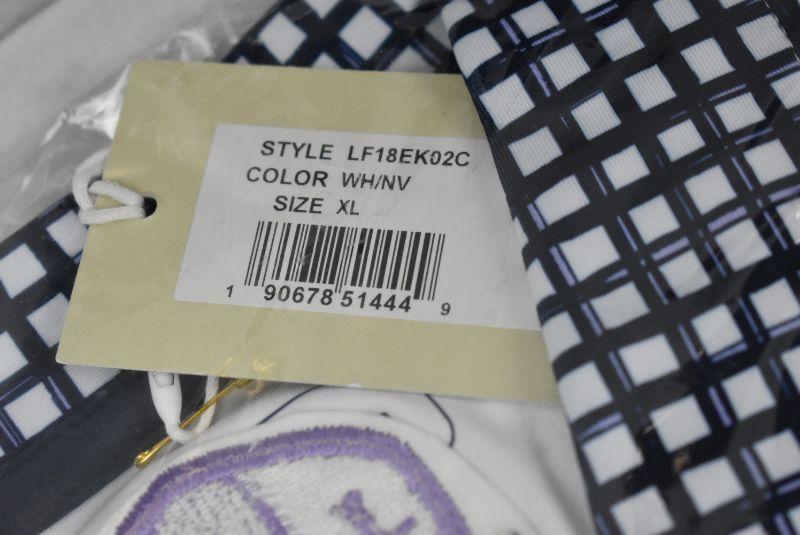 STYLE LF18EK02C
COLOR WH/NV
SIZE XL
1 90678 51444 9